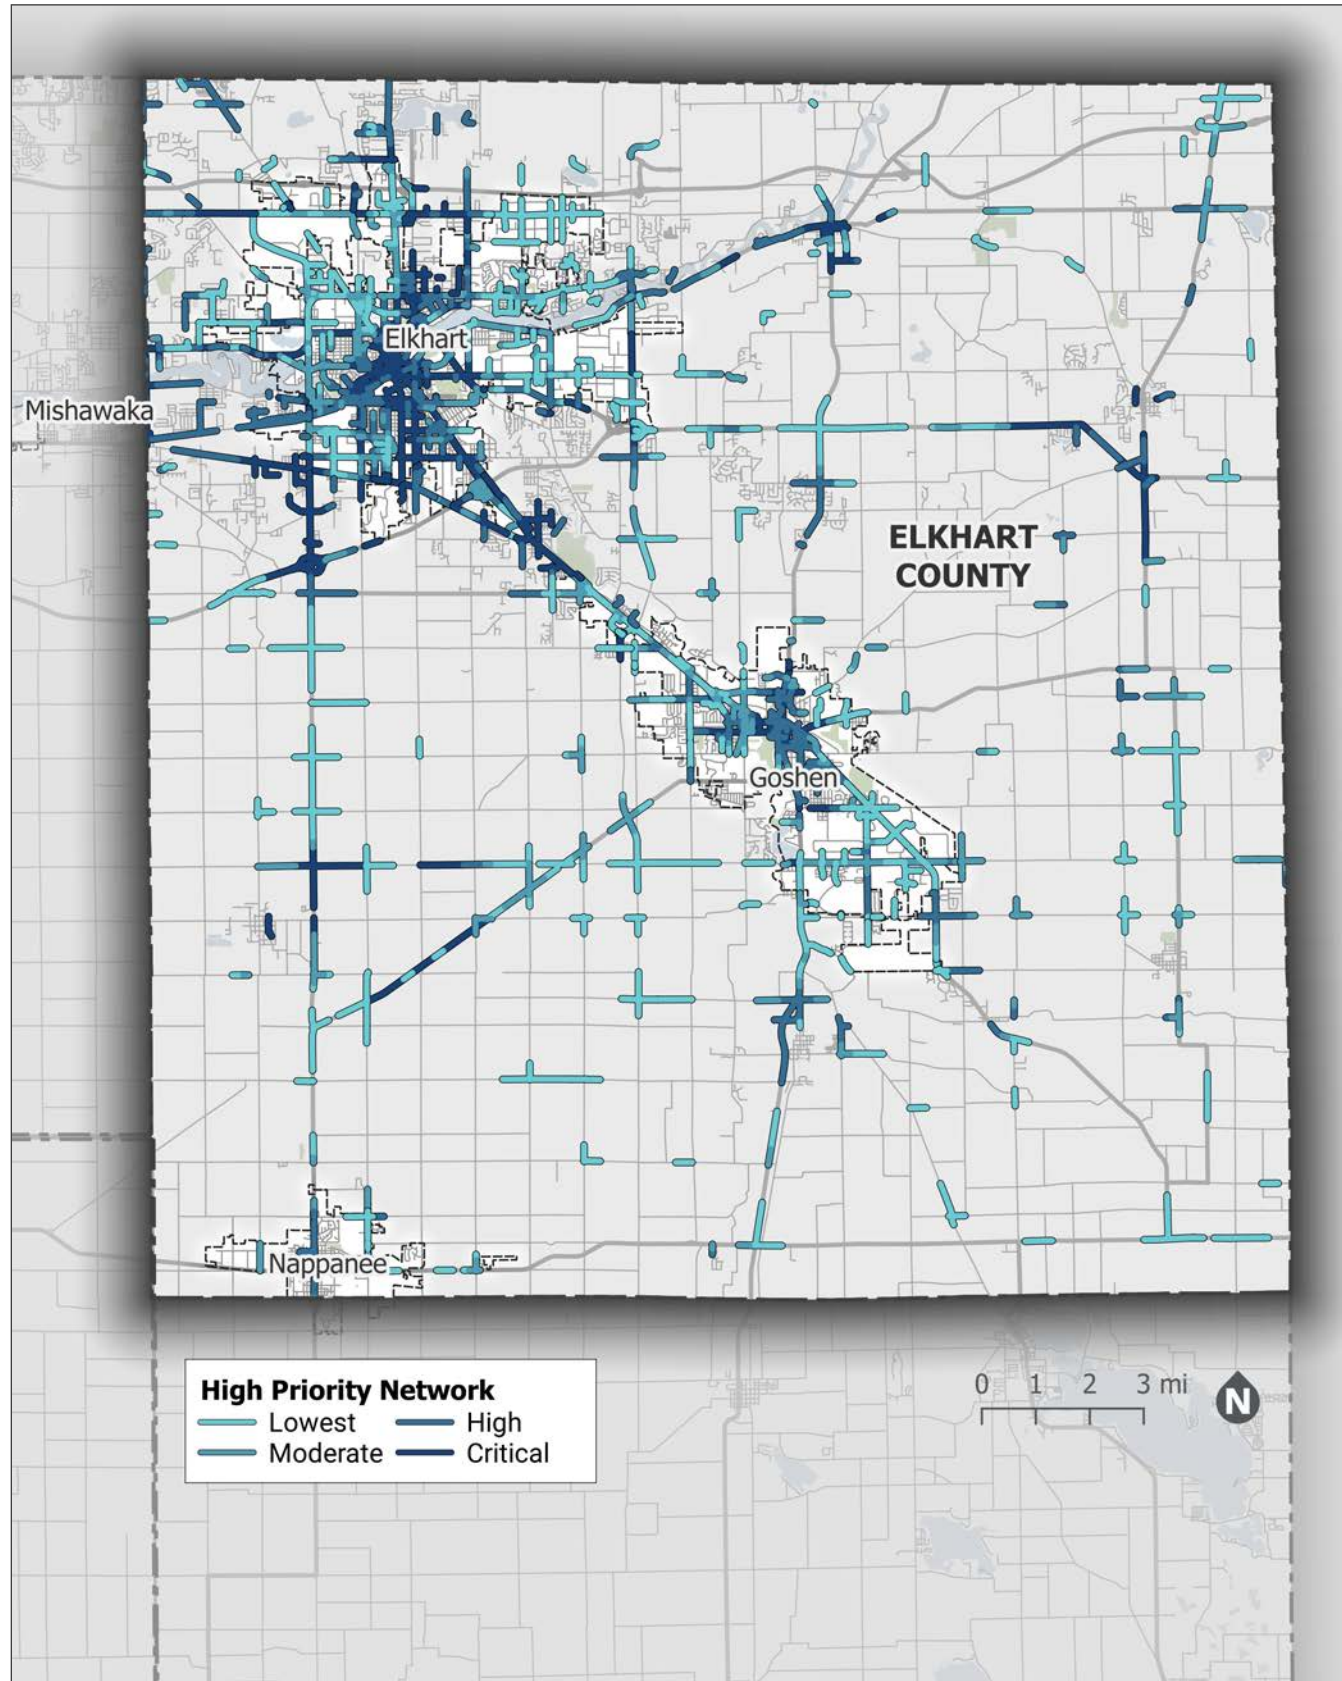 Elkhart
Mishawaka
ELKHART
COUNTY
Goshen
Nappanee
High Priority Network
Lowest
High
Moderate
Critical
0 1 2 3 mi
N